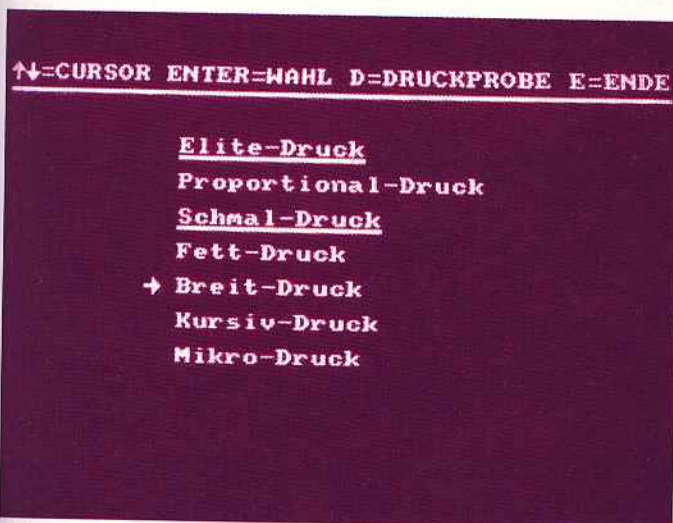 ↑↓=CURSOR ENTER=WAHL D=DRUCKPROBE E=ENDE
Elite-Druck
Proportional-Druck
Schmal-Druck
Fett-Druck
→ Breit-Druck
Kursiv-Druck
Mikro-Druck